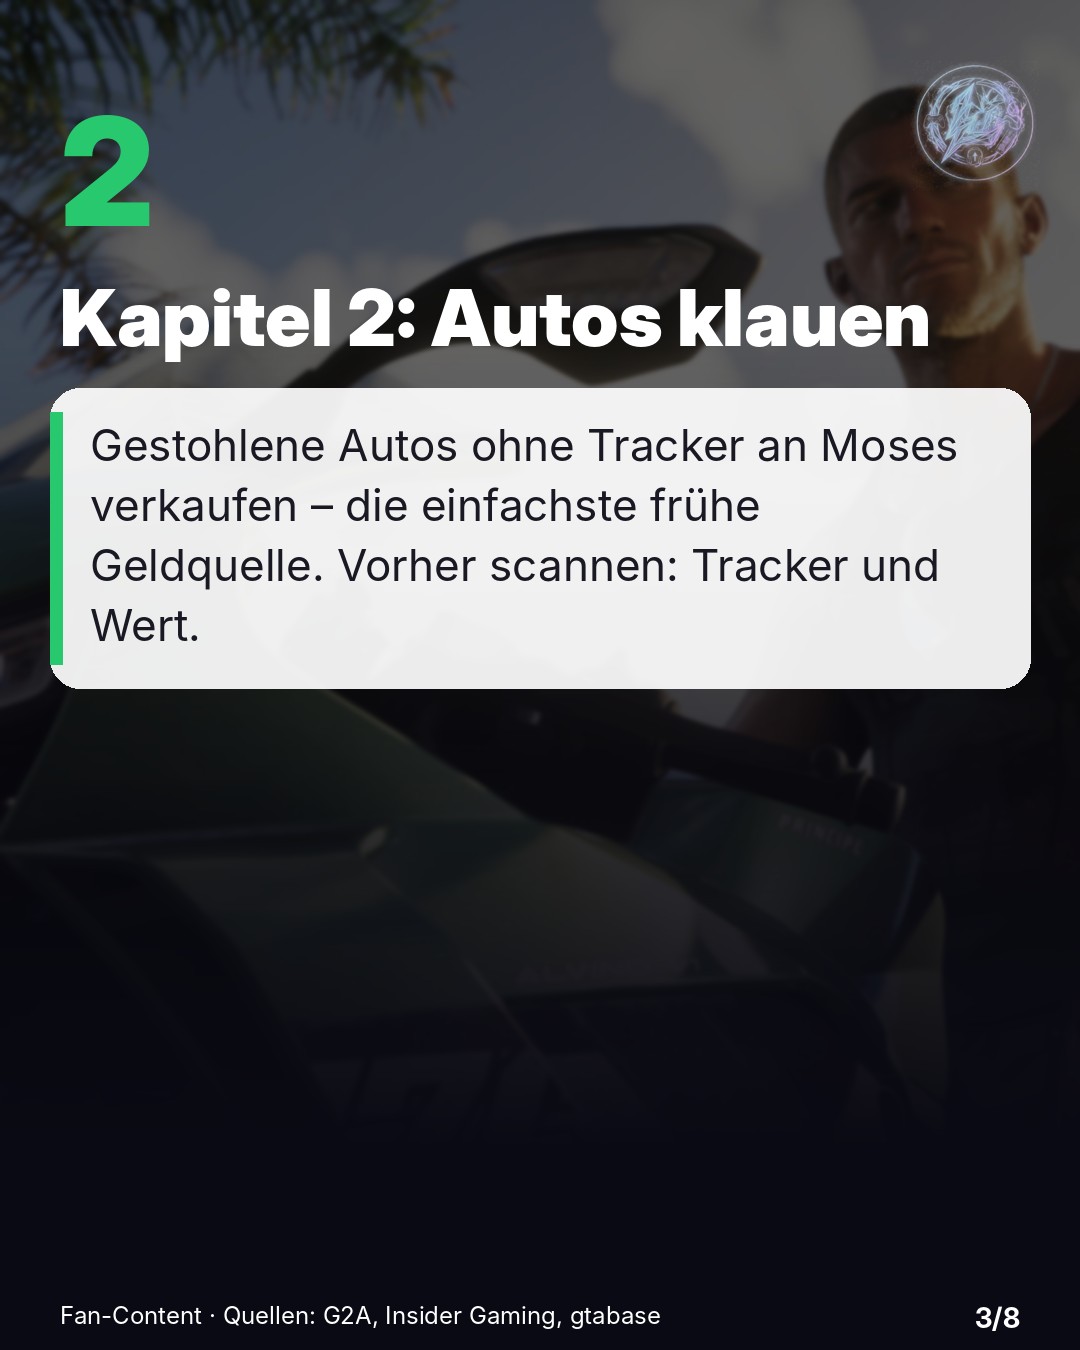 2
Kapitel 2: Autos klauen
Gestohlene Autos ohne Tracker an Moses
verkaufen – die einfachste frühe
Geldquelle. Vorher scannen: Tracker und
Wert.
Fan-Content · Quellen: G2A, Insider Gaming, gtabase
3/8